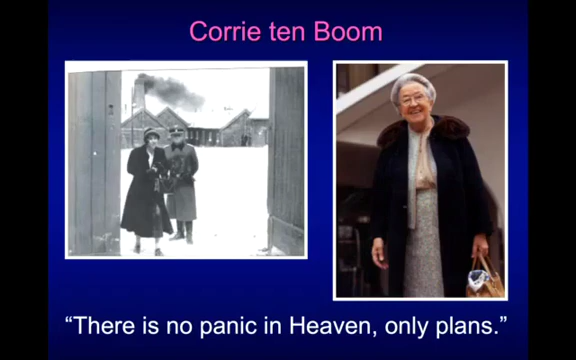 Corrie ten Boom
“There is no panic in Heaven, only plans.”